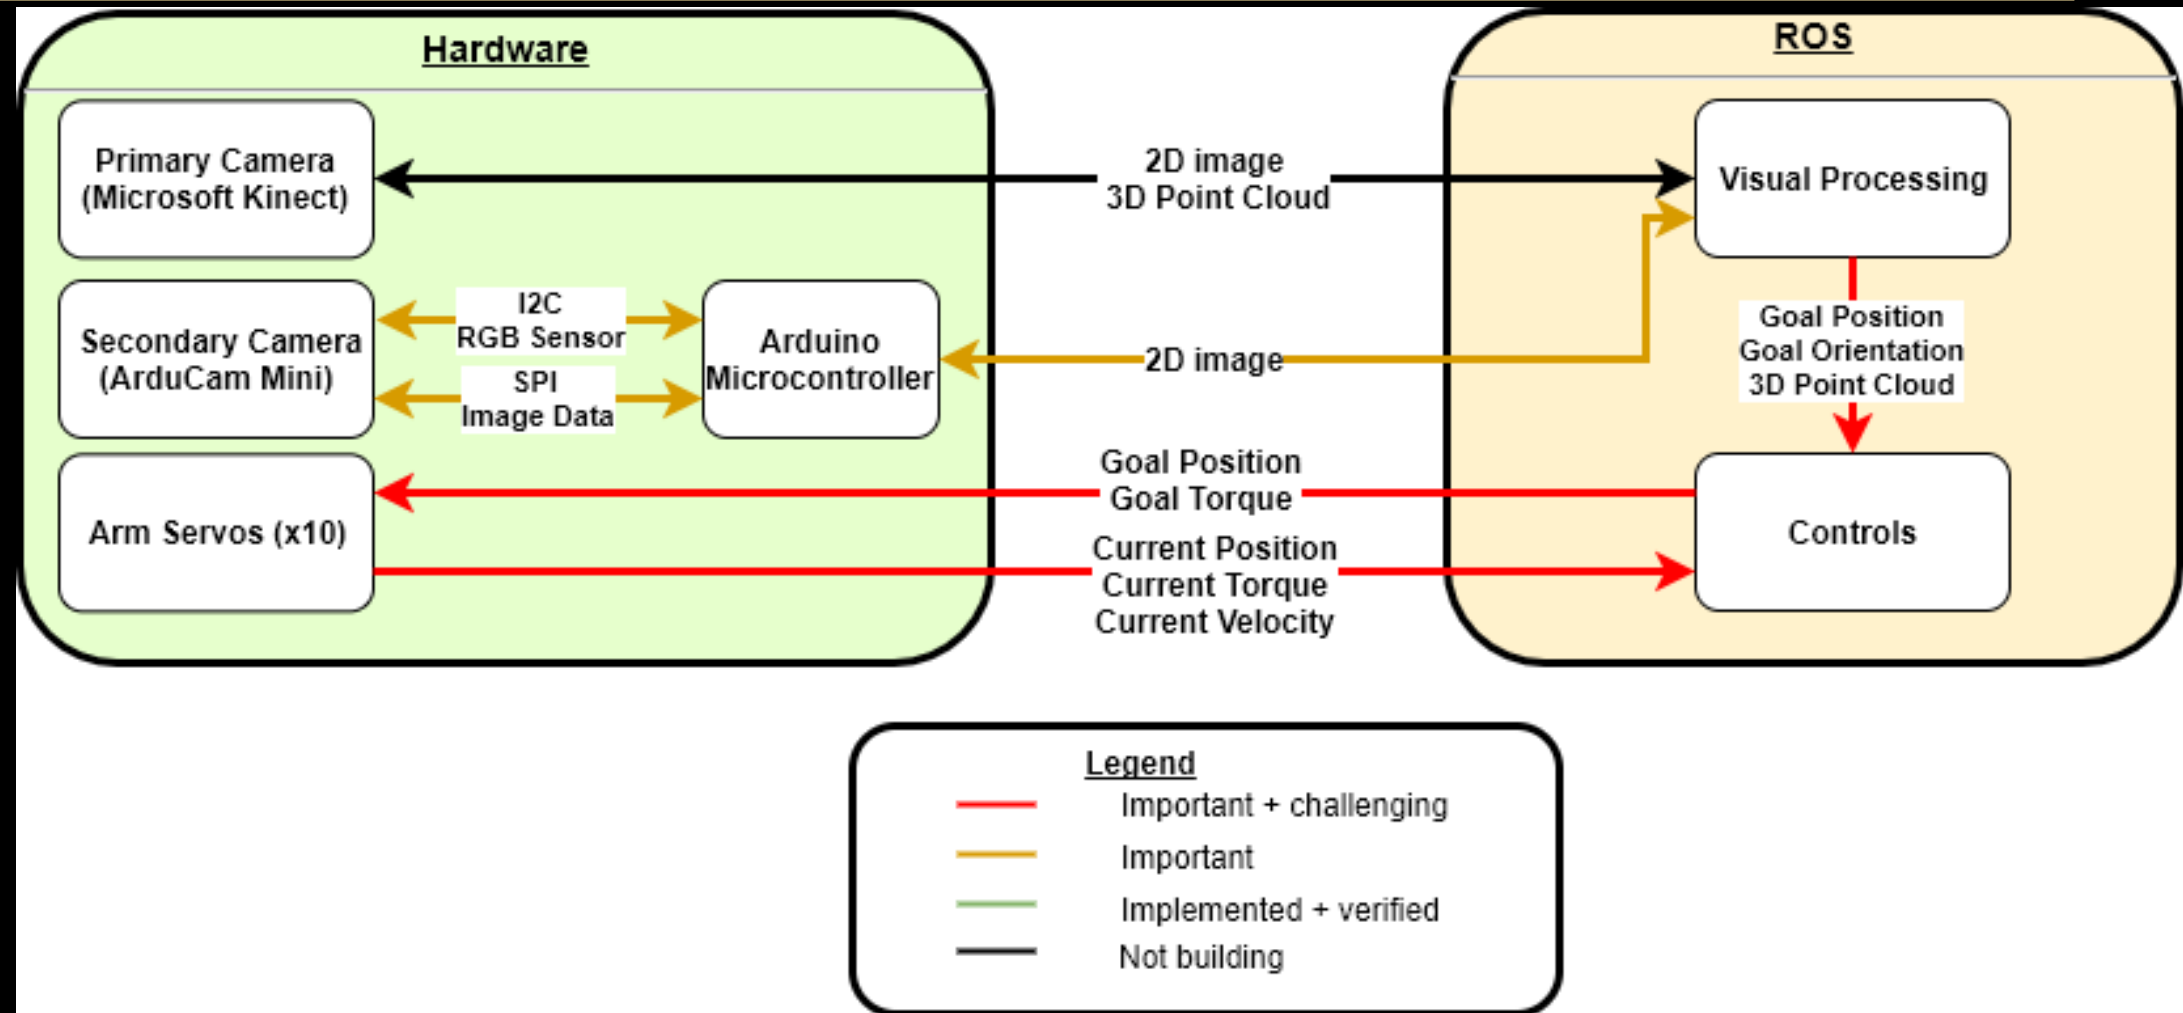 Hardware
Primary Camera
(Microsoft Kinect)
Secondary Camera
(ArduCam Mini)
I2C
RGB Sensor
SPI
Image Data
Arduino
Microcontroller
Arm Servos (x10)
2D image
3D Point Cloud
2D image
Goal Position
Goal Torque
Current Position
Current Torque
Current Velocity
ROS
Visual Processing
Goal Position
Goal Orientation
3D Point Cloud
Controls
Legend
Important + challenging
Important
Implemented + verified
Not building